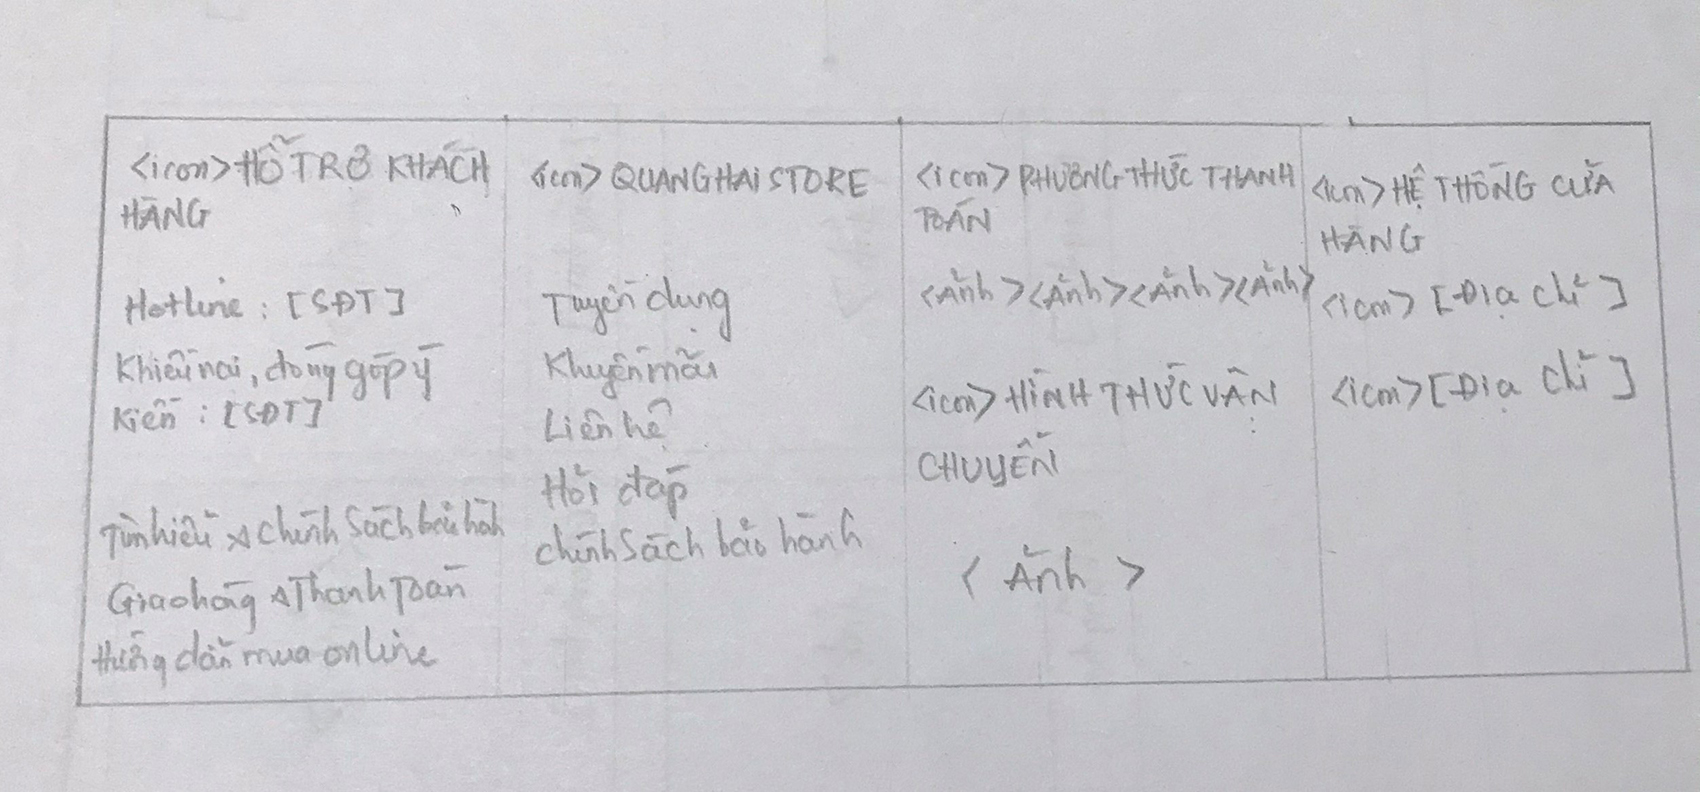 <icon> HỖ TRỢ KHÁCH
HÀNG
Hotline : [SĐT]
Khiếu nại, đóng góp ý
kiến : [SĐT]
Tìm hiểu chính sách bảo hành
Giao hàng & Thanh Toán
Hướng dẫn mua online
<icon> QUANGHAI STORE
Tuyển dụng
Khuyến mãi
Liên hệ
Hỏi đáp
chính sách bảo hành
<icon> PHƯƠNG THỨC THANH
TOÁN
<Ảnh> <Ảnh> <Ảnh> <Ảnh>
<icon> HÌNH THỨC VẬN
CHUYỂN
< Ảnh >
<icon> HỆ THỐNG CỬA
HÀNG
<icon> [Địa chỉ]
<icon> [Địa chỉ]